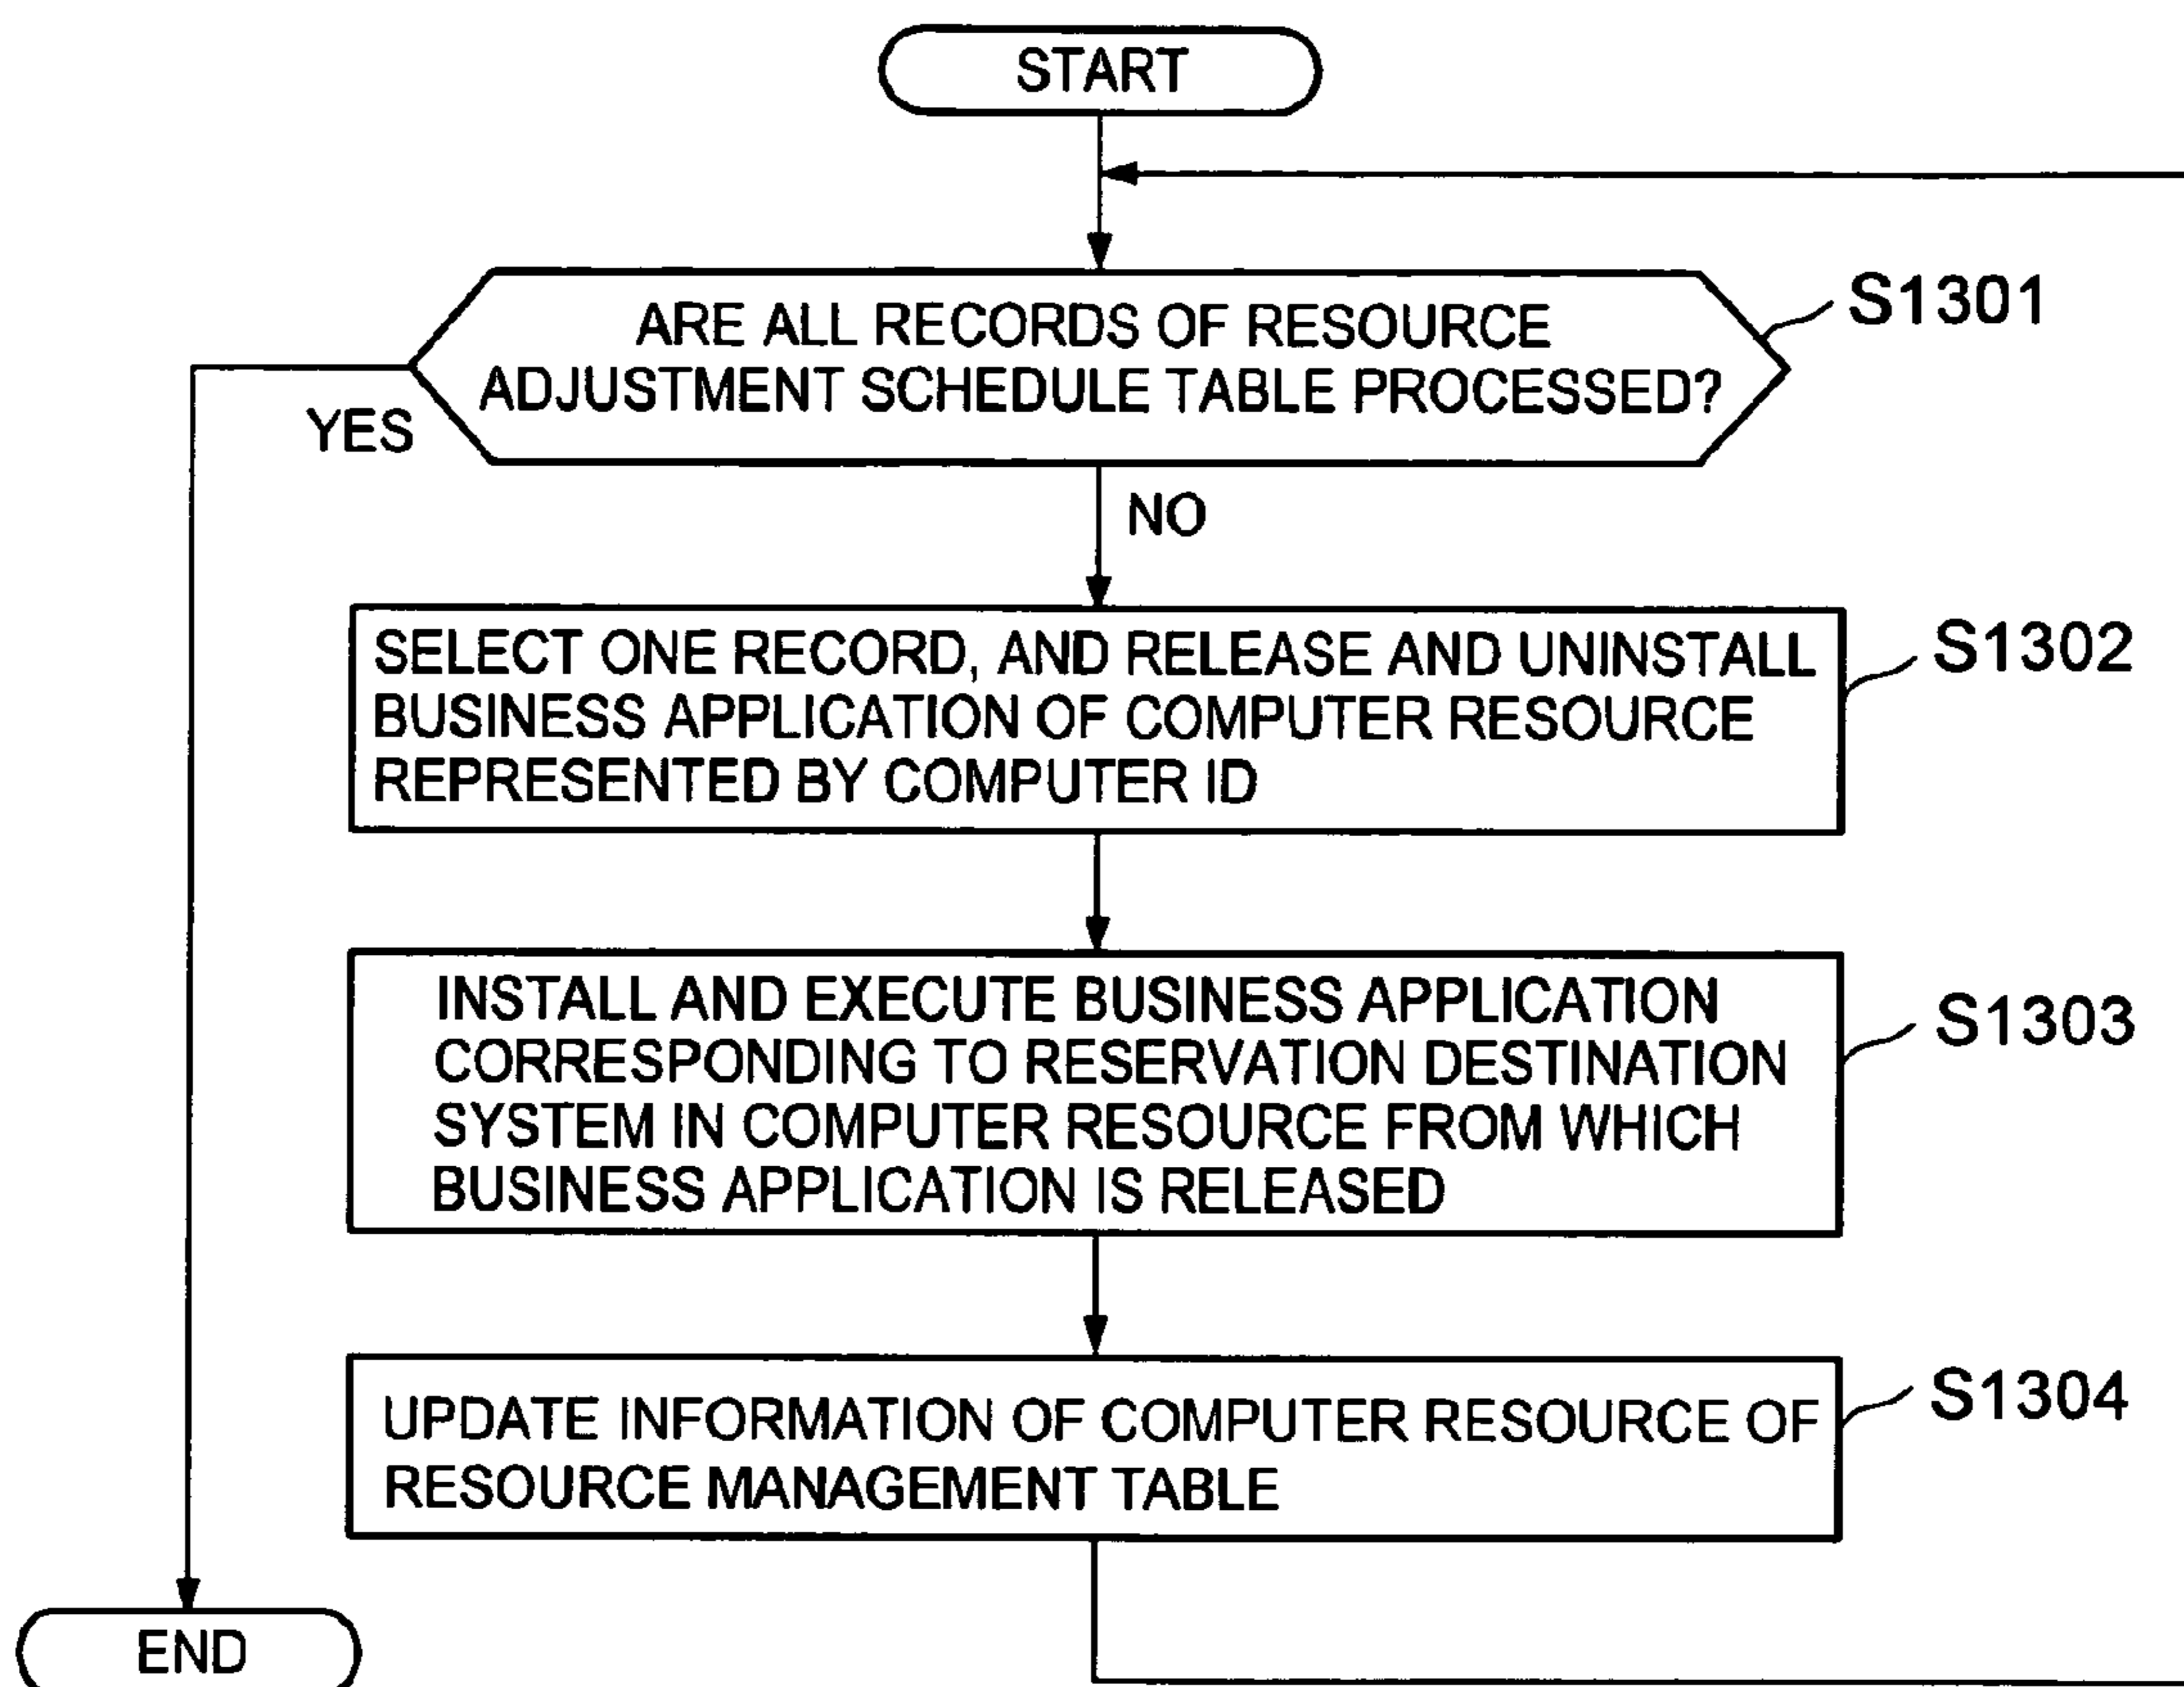 START
ARE ALL RECORDS OF RESOURCE
ADJUSTMENT SCHEDULE TABLE PROCESSED?
S1301
YES
NO
SELECT ONE RECORD, AND RELEASE AND UNINSTALL
BUSINESS APPLICATION OF COMPUTER RESOURCE
REPRESENTED BY COMPUTER ID
S1302
INSTALL AND EXECUTE BUSINESS APPLICATION
CORRESPONDING TO RESERVATION DESTINATION
SYSTEM IN COMPUTER RESOURCE FROM WHICH
BUSINESS APPLICATION IS RELEASED
S1303
UPDATE INFORMATION OF COMPUTER RESOURCE OF
RESOURCE MANAGEMENT TABLE
S1304
END